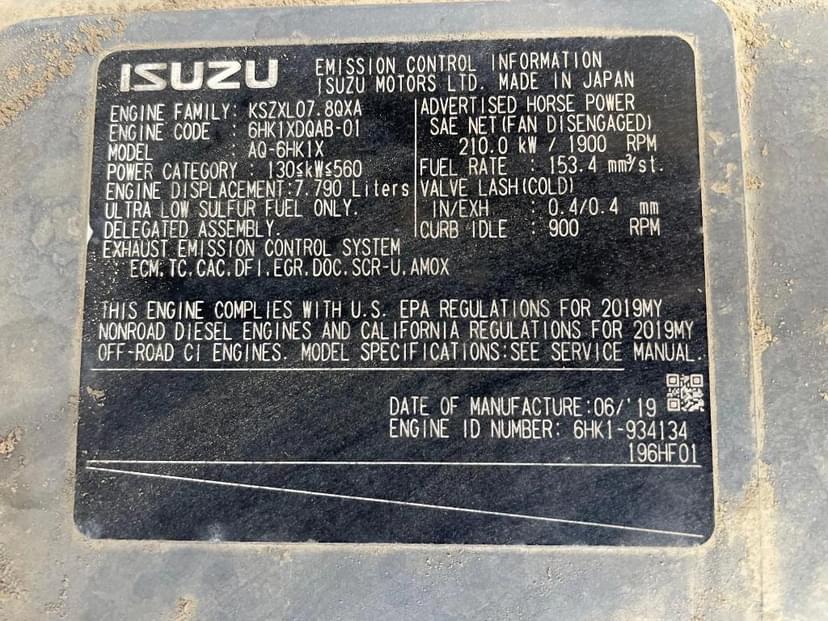 ISUZU
EMISSION CONTROL INFORMATION
ISUZU MOTORS LTD. MADE IN JAPAN
ENGINE FAMILY: KSZXL07.8QXA
ENGINE CODE : 6HK1XDQAB-01
MODEL : AQ-6HK1X
POWER CATEGORY : 130≤kW≤560
ENGINE DISPLACEMENT:7.790 Liters
ULTRA LOW SULFUR FUEL ONLY.
DELEGATED ASSEMBLY.
ADVERTISED HORSE POWER
SAE NET(FAN DISENGAGED)
210.0 kW / 1900 RPM
FUEL RATE : 153.4 mm³/st.
VALVE LASH(COLD)
IN/EXH : 0.4/0.4 mm
CURB IDLE : 900 RPM
EXHAUST EMISSION CONTROL SYSTEM
ECM.TC.CAC.DFI.EGR.DOC.SCR-U.AMOX
THIS ENGINE COMPLIES WITH U.S. EPA REGULATIONS FOR 2019MY
NONROAD DIESEL ENGINES AND CALIFORNIA REGULATIONS FOR 2019MY
OFF-ROAD CI ENGINES. MODEL SPECIFICATIONS:SEE SERVICE MANUAL.
DATE OF MANUFACTURE:06/'19
ENGINE ID NUMBER: 6HK1-934134
196HF01